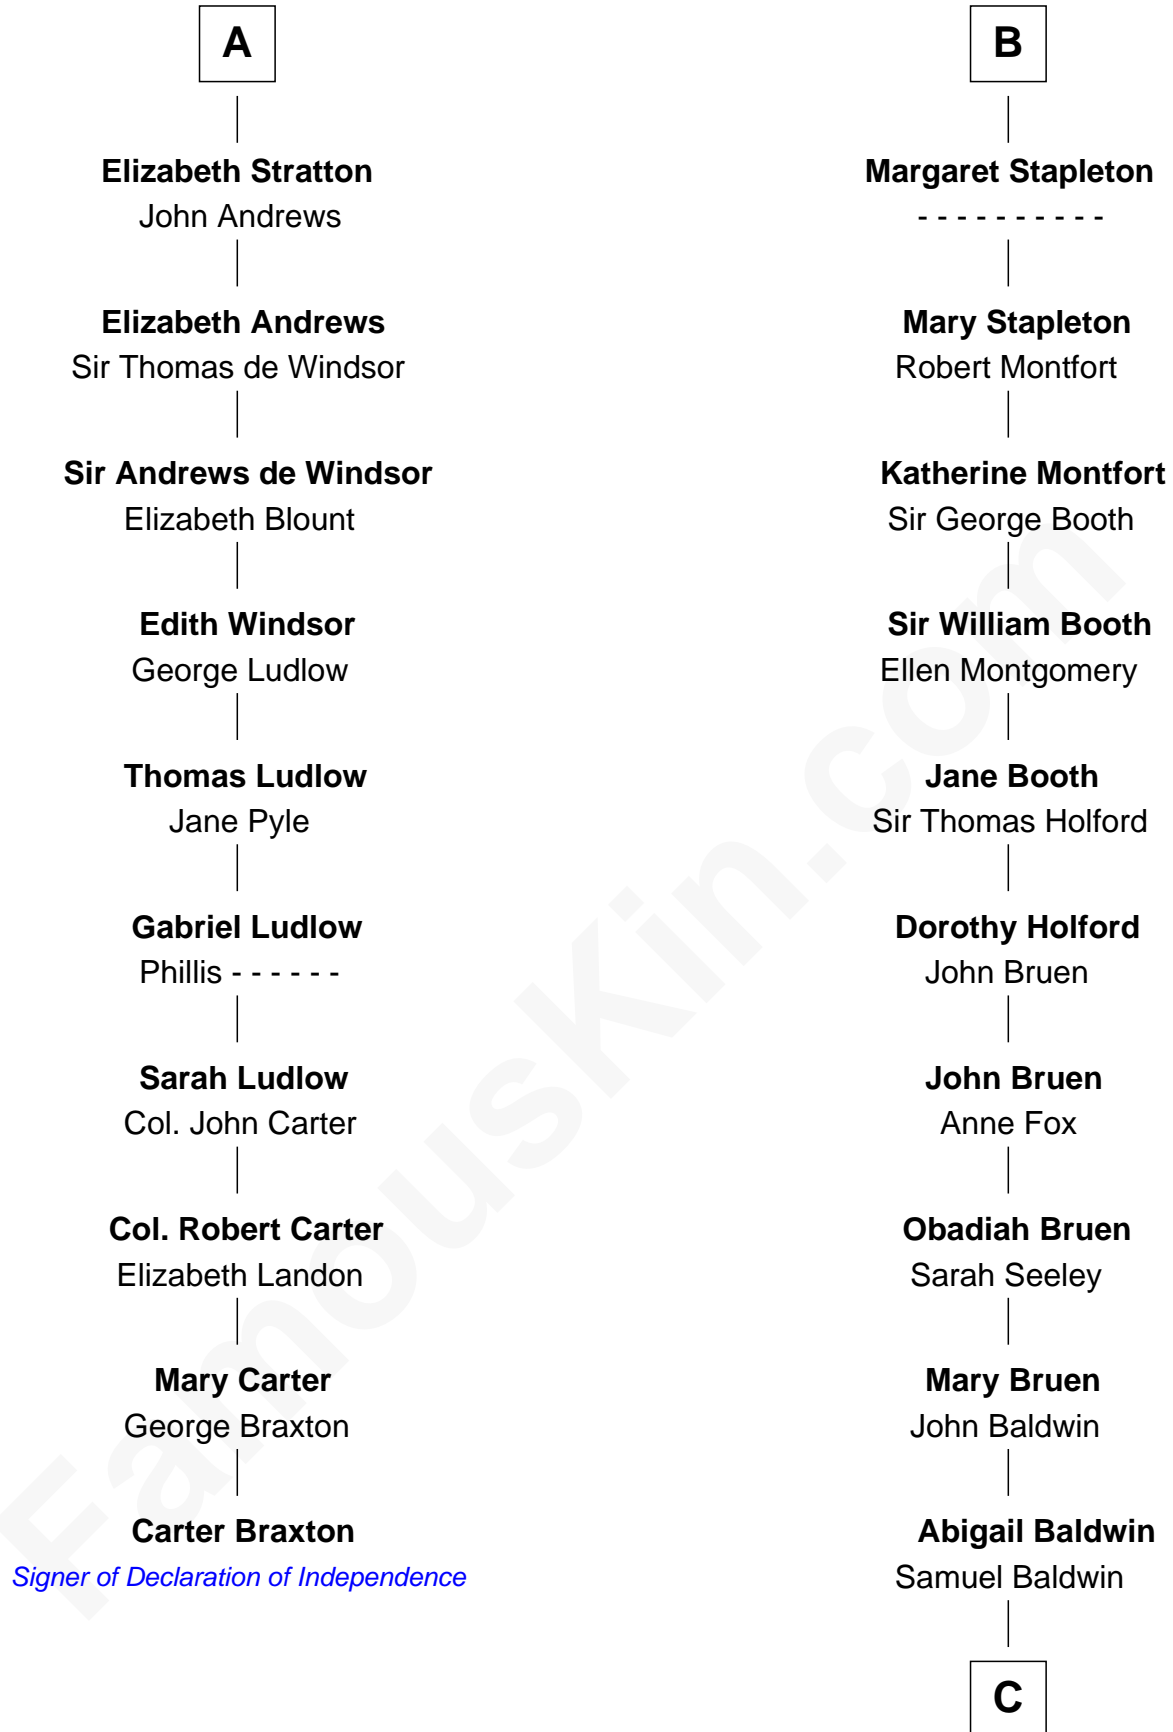 A
Elizabeth Stratton
John Andrews
Elizabeth Andrews
Sir Thomas de Windsor
Sir Andrews de Windsor
Elizabeth Blount
Edith Windsor
George Ludlow
Thomas Ludlow
Jane Pyle
Gabriel Ludlow
Phillis - - - - - -
Sarah Ludlow
Col. John Carter
Col. Robert Carter
Elizabeth Landon
Mary Carter
George Braxton
Carter Braxton
Signer of Declaration of Independence
B
Margaret Stapleton
- - - - - - - - - -
Mary Stapleton
Robert Montfort
Katherine Montfort
Sir George Booth
Sir William Booth
Ellen Montgomery
Jane Booth
Sir Thomas Holford
Dorothy Holford
John Bruen
John Bruen
Anne Fox
Obadiah Bruen
Sarah Seeley
Mary Bruen
John Baldwin
Abigail Baldwin
Samuel Baldwin
C
FamousKin.com